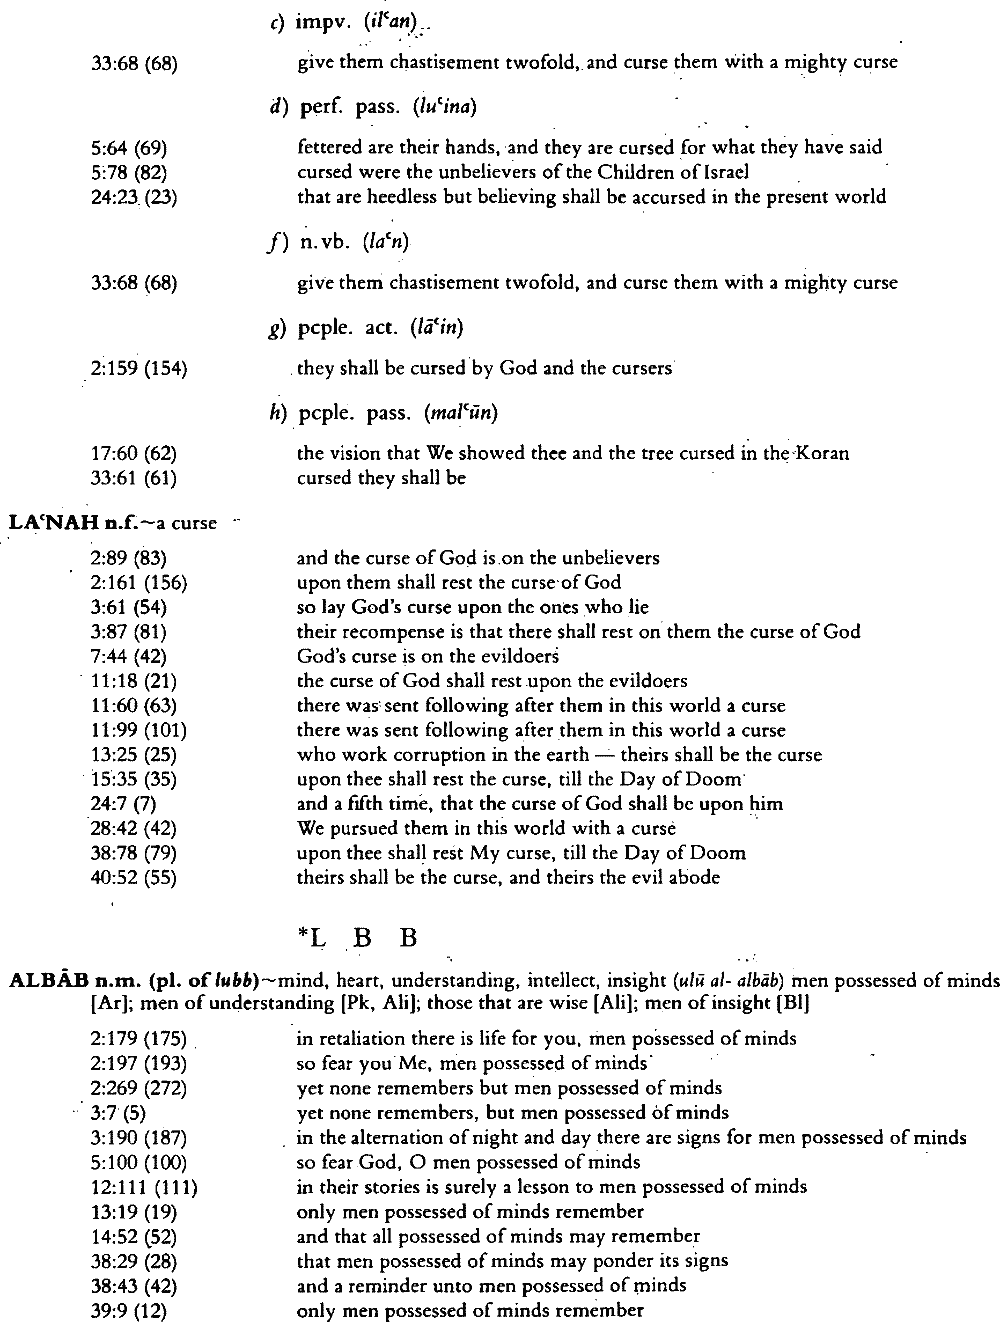 c) impv. (ilʿan)
33:68 (68) give them chastisement twofold, and curse them with a mighty curse
d) perf. pass. (luʿina)
5:64 (69) fettered are their hands, and they are cursed for what they have said
5:78 (82) cursed were the unbelievers of the Children of Israel
24:23 (23) that are heedless but believing shall be accursed in the present world
f) n.vb. (laʿn)
33:68 (68) give them chastisement twofold, and curse them with a mighty curse
g) pcple. act. (lāʿin)
2:159 (154) they shall be cursed by God and the cursers
h) pcple. pass. (malʿūn)
17:60 (62) the vision that We showed thee and the tree cursed in the Koran
33:61 (61) cursed they shall be
LAʿNAH n.f.~a curse
2:89 (83) and the curse of God is on the unbelievers
2:161 (156) upon them shall rest the curse of God
3:61 (54) so lay God's curse upon the ones who lie
3:87 (81) their recompense is that there shall rest on them the curse of God
7:44 (42) God's curse is on the evildoers
11:18 (21) the curse of God shall rest upon the evildoers
11:60 (63) there was sent following after them in this world a curse
11:99 (101) there was sent following after them in this world a curse
13:25 (25) who work corruption in the earth — theirs shall be the curse
15:35 (35) upon thee shall rest the curse, till the Day of Doom
24:7 (7) and a fifth time, that the curse of God shall be upon him
28:42 (42) We pursued them in this world with a curse
38:78 (79) upon thee shall rest My curse, till the Day of Doom
40:52 (55) theirs shall be the curse, and theirs the evil abode
*L B B
ALBĀB n.m. (pl. of lubb)~mind, heart, understanding, intellect, insight (ulū al- albāb) men possessed of minds
[Ar]; men of understanding [Pk, Ali]; those that are wise [Ali]; men of insight [Bl]
2:179 (175) in retaliation there is life for you, men possessed of minds
2:197 (193) so fear you Me, men possessed of minds
2:269 (272) yet none remembers but men possessed of minds
3:7 (5) yet none remembers, but men possessed of minds
3:190 (187) in the alternation of night and day there are signs for men possessed of minds
5:100 (100) so fear God, O men possessed of minds
12:111 (111) in their stories is surely a lesson to men possessed of minds
13:19 (19) only men possessed of minds remember
14:52 (52) and that all possessed of minds may remember
38:29 (28) that men possessed of minds may ponder its signs
38:43 (42) and a reminder unto men possessed of minds
39:9 (12) only men possessed of minds remember